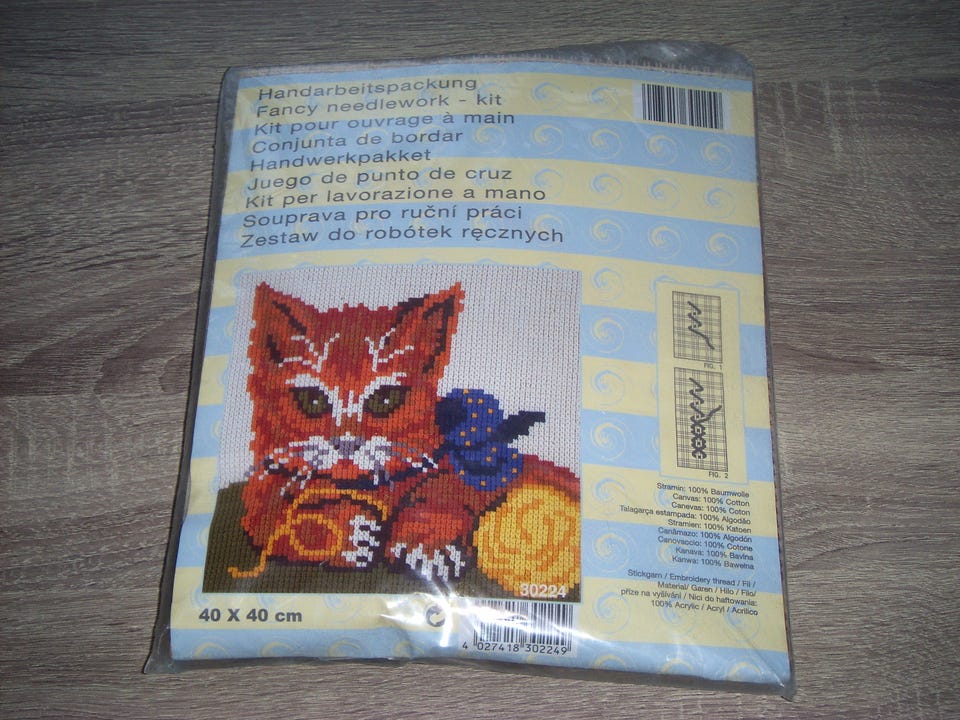 Handarbeitspackung
Fancy needlework - kit
Kit pour ouvrage à main
Conjunta de bordar
Handwerkpakket
Juego de punto de cruz
Kit per lavorazione a mano
Souprava pro ruční práci
Zestaw do robótek ręcznych
FIG. 1
FIG. 2
Stramin: 100% Baumwolle
Canvas: 100% Cotton
Canevas: 100% Coton
Talagarça estampada: 100% Algodão
Stramien: 100% Katoen
Cañamazo: 100% Algodón
Canovaccio: 100% Cotone
Kanava: 100% Bavlna
Kanwa: 100% Bawełna
Stickgarn / Embroidery thread / Fil /
Material/ Garen / Hilo / Filo/
příze na vyšívání / Nici do haftowania:
100% Acrylic / Acryl / Acrilico
30224
40 X 40 cm
4 027418 302249